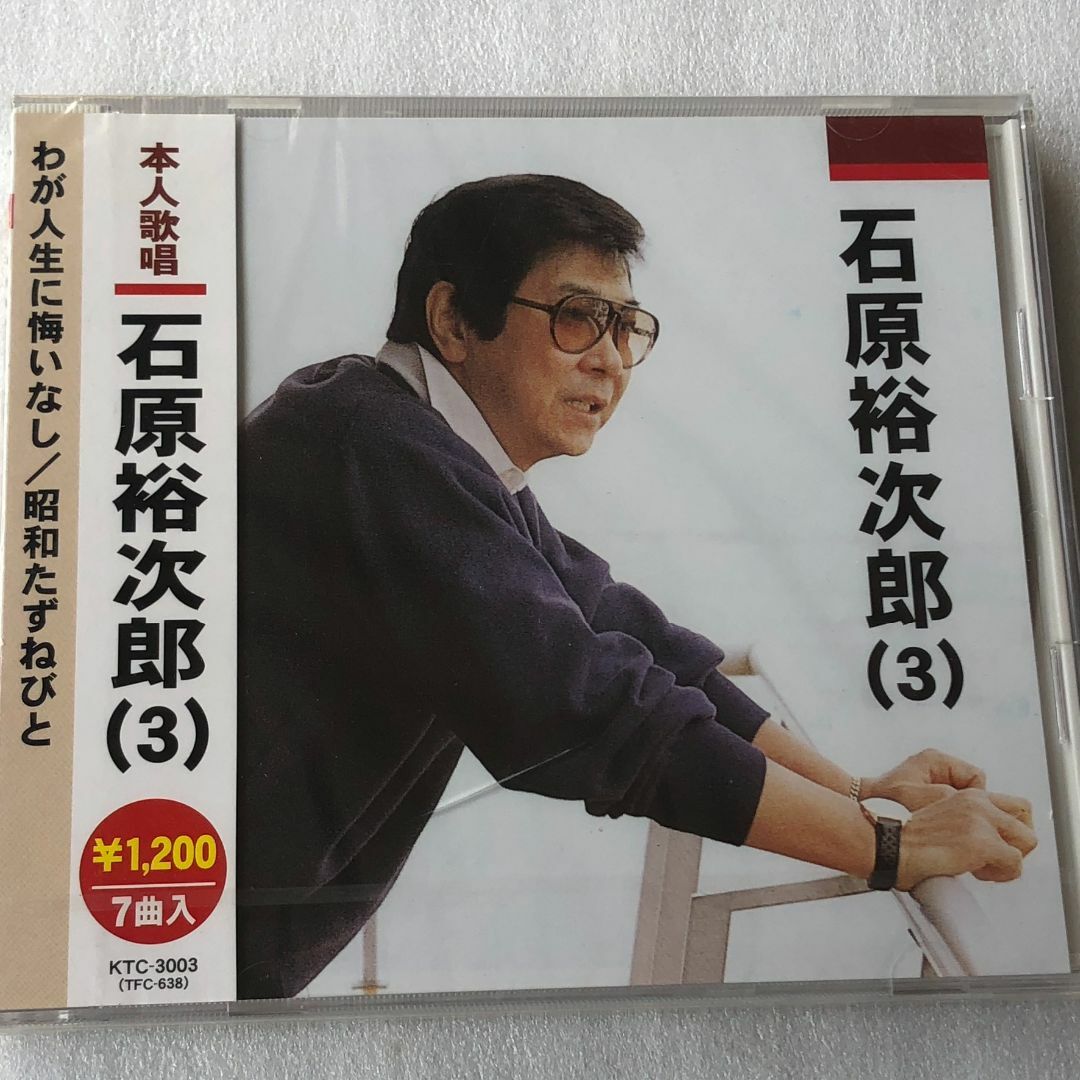 わが人生に悔いなし/昭和たずねびと
本人歌唱
石原裕次郎(3)
¥1,200
7曲入
KTC-3003
(TFC-638)
石原裕次郎(3)